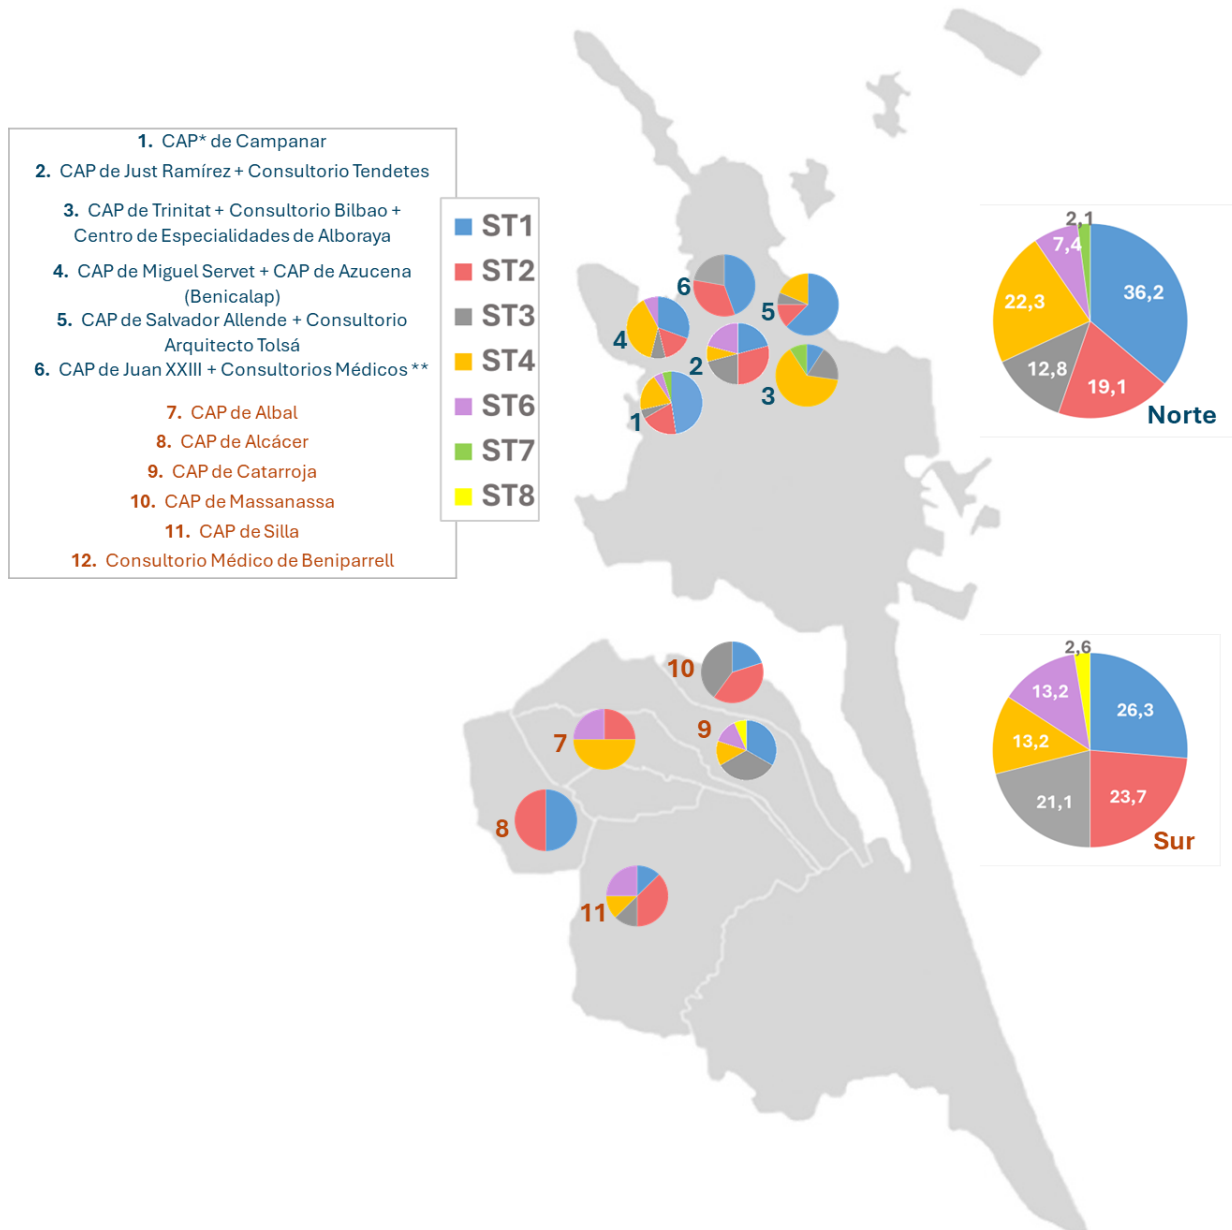 1. CAP* de Campanar
2. CAP de Just Ramírez + Consultorio Tendetes
3. CAP de Trinitat + Consultorio Bilbao +
Centro de Especialidades de Alboraya
4. CAP de Miguel Servet + CAP de Azucena
(Benicalap)
5. CAP de Salvador Allende + Consultorio
Arquitecto Tolsá
6. CAP de Juan XXIII + Consultorios Médicos **
7. CAP de Albal
8. CAP de Alcácer
9. CAP de Catarroja
10. CAP de Massanassa
11. CAP de Silla
12. Consultorio Médico de Beniparrell
ST1
ST2
ST3
ST4
ST6
ST7
ST8
6
5
4
2
3
1
10
9
7
8
11
2,1
7,4
36,2
22,3
12,8
19,1
Norte
2,6
13,2
26,3
13,2
21,1
23,7
Sur